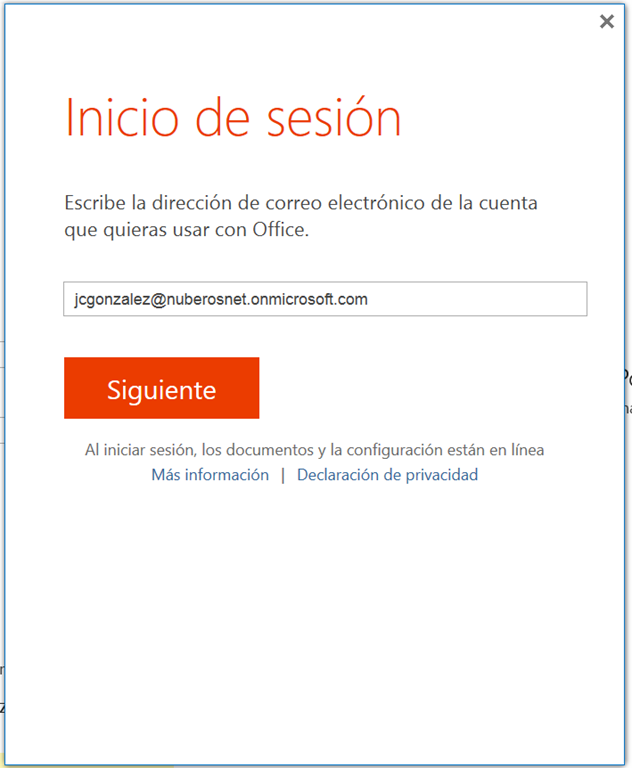 Inicio de sesión
Escribe la dirección de correo electrónico de la cuenta
que quieras usar con Office.
jcgonzalez@nuberosnet.onmicrosoft.com
Siguiente
Al iniciar sesión, los documentos y la configuración están en línea
Más información | Declaración de privacidad